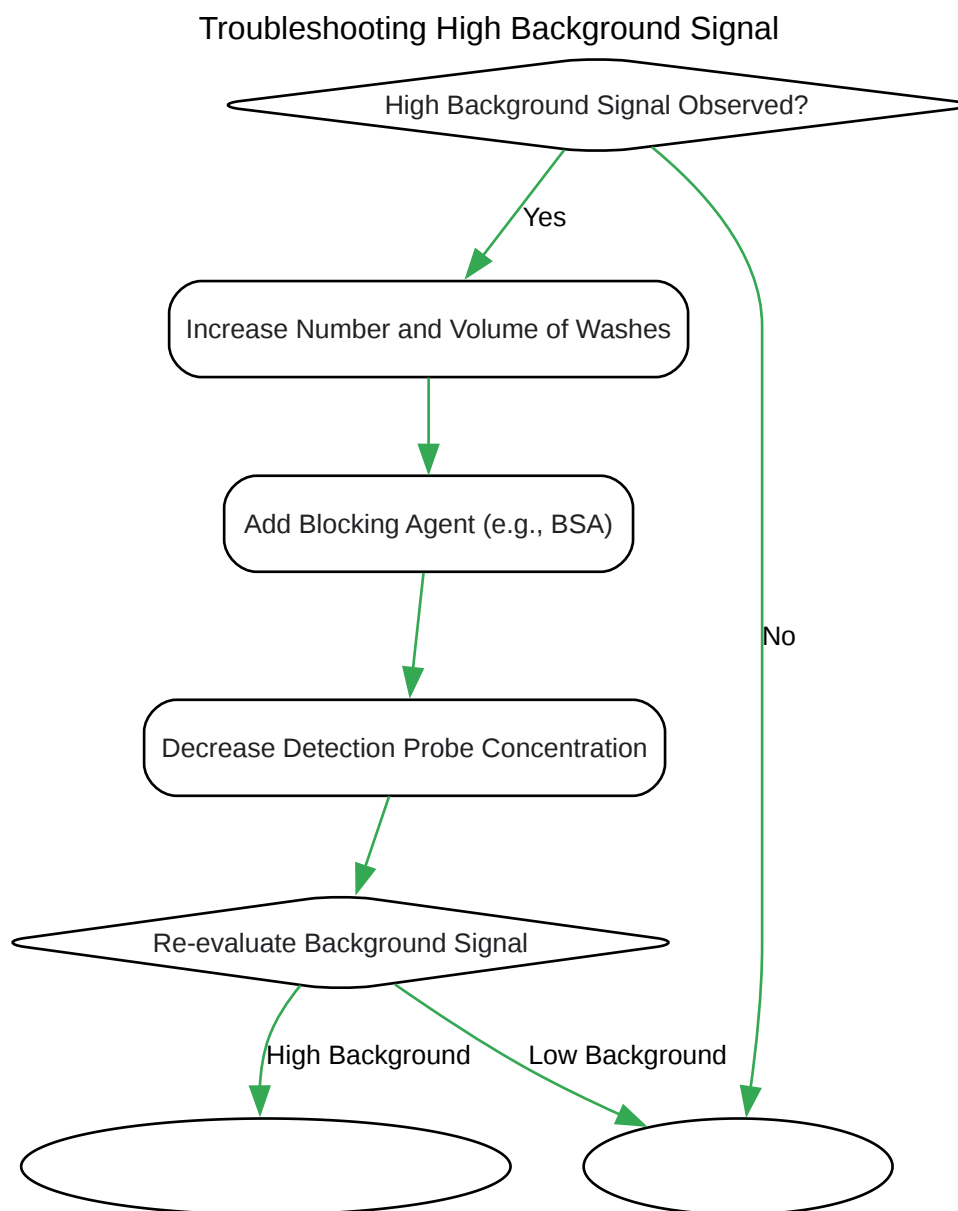 Troubleshooting High Background Signal
High Background Signal Observed?
Yes
Increase Number and Volume of Washes
Add Blocking Agent (e.g., BSA)
No
Decrease Detection Probe Concentration
Re-evaluate Background Signal
High Background
Low Background